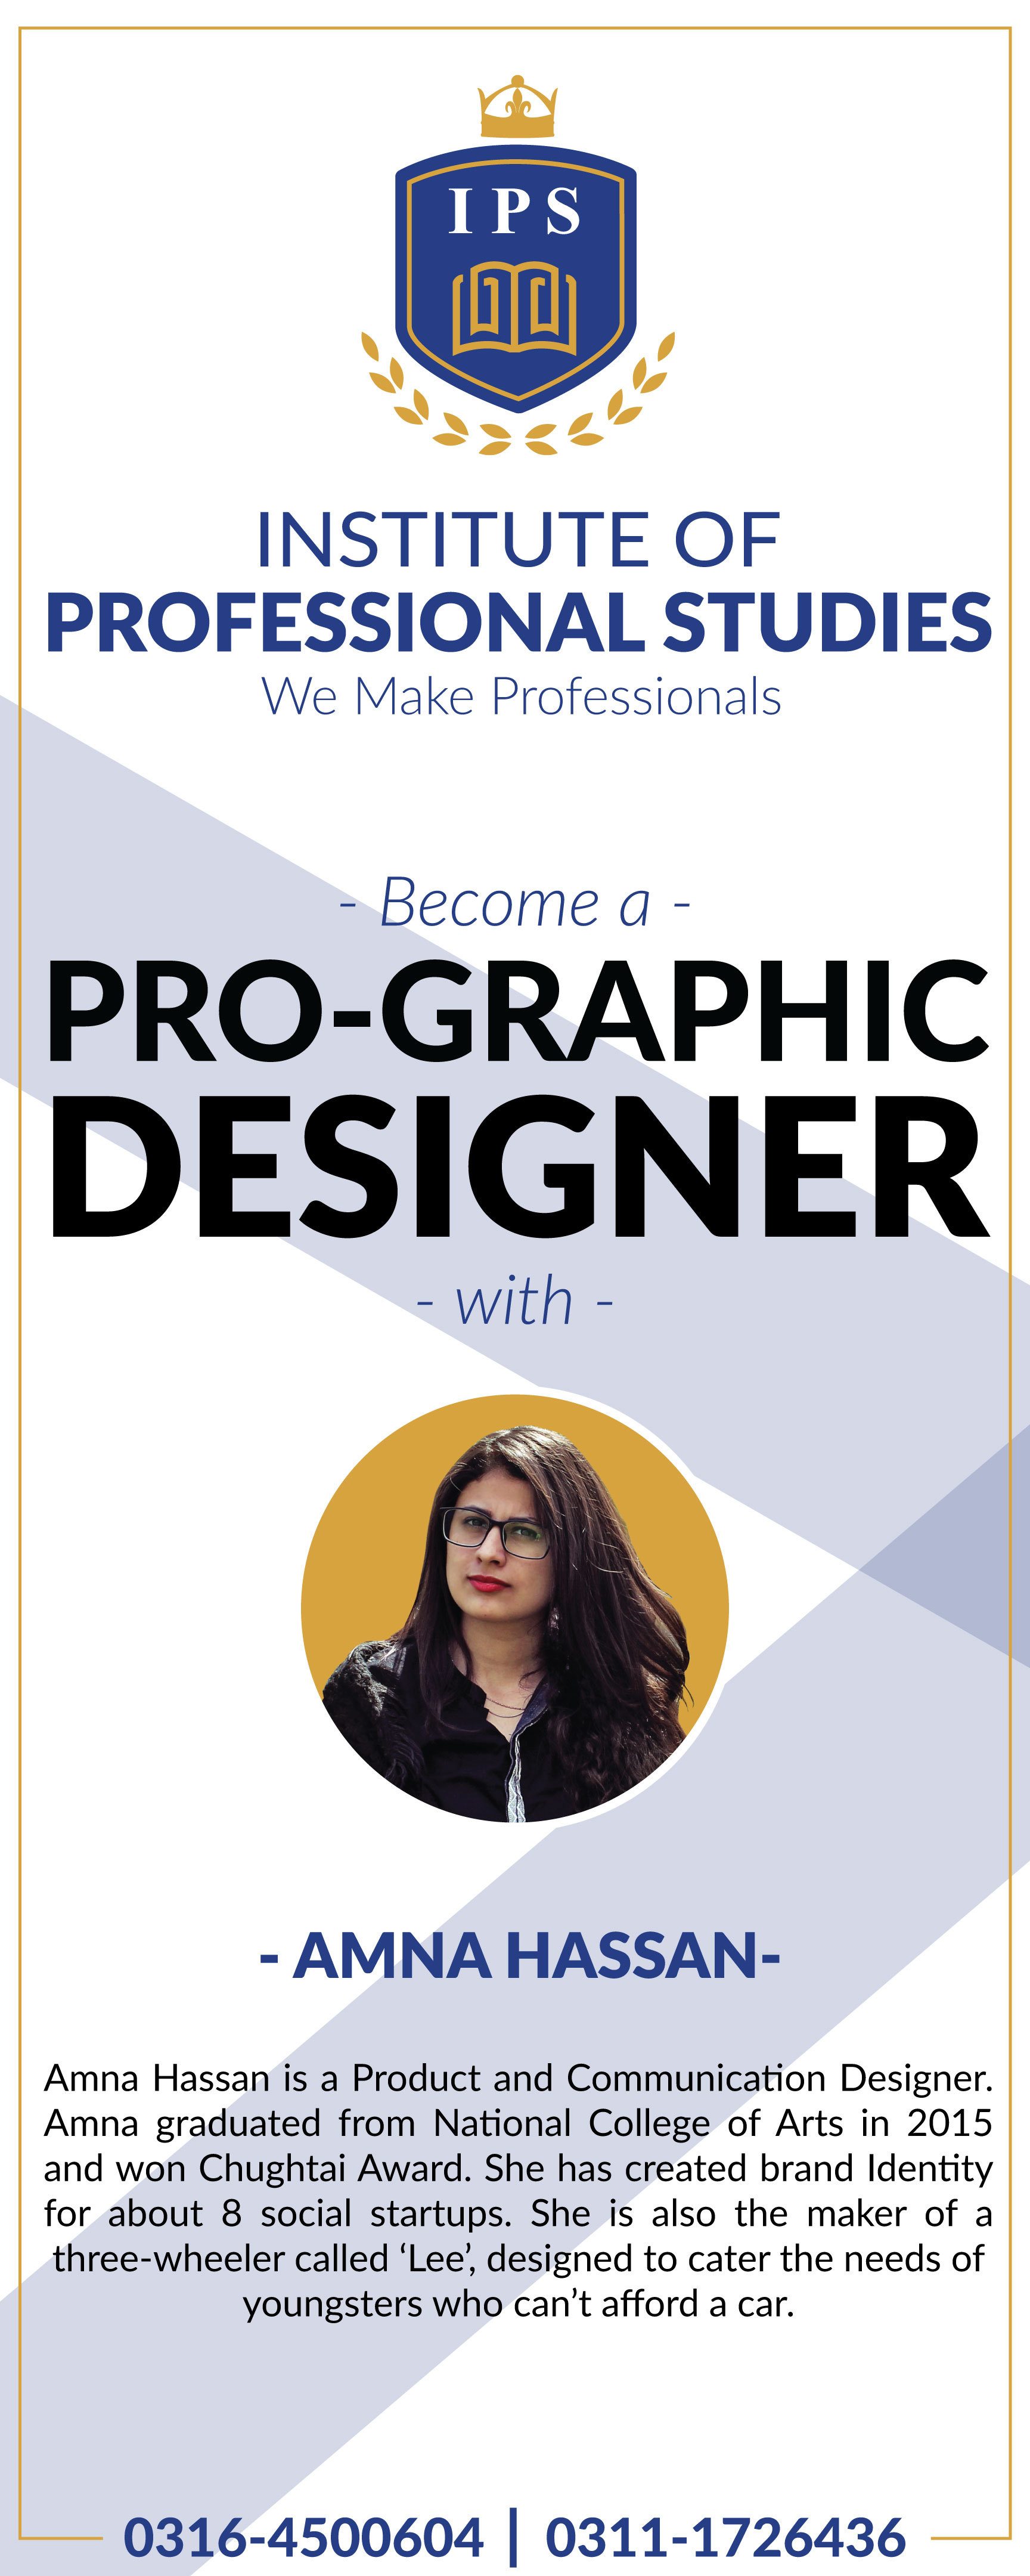 IPS
INSTITUTE OF
PROFESSIONAL STUDIES
We Make Professionals
- Become a -
PRO-GRAPHIC
DESIGNER
- with -
- AMNA HASSAN-
Amna Hassan is a Product and Communication Designer.
Amna graduated from National College of Arts in 2015
and won Chughtai Award. She has created brand Identity
for about 8 social startups. She is also the maker of a
three-wheeler called ‘Lee’, designed to cater the needs of
youngsters who can’t afford a car.
0316-4500604 | 0311-1726436